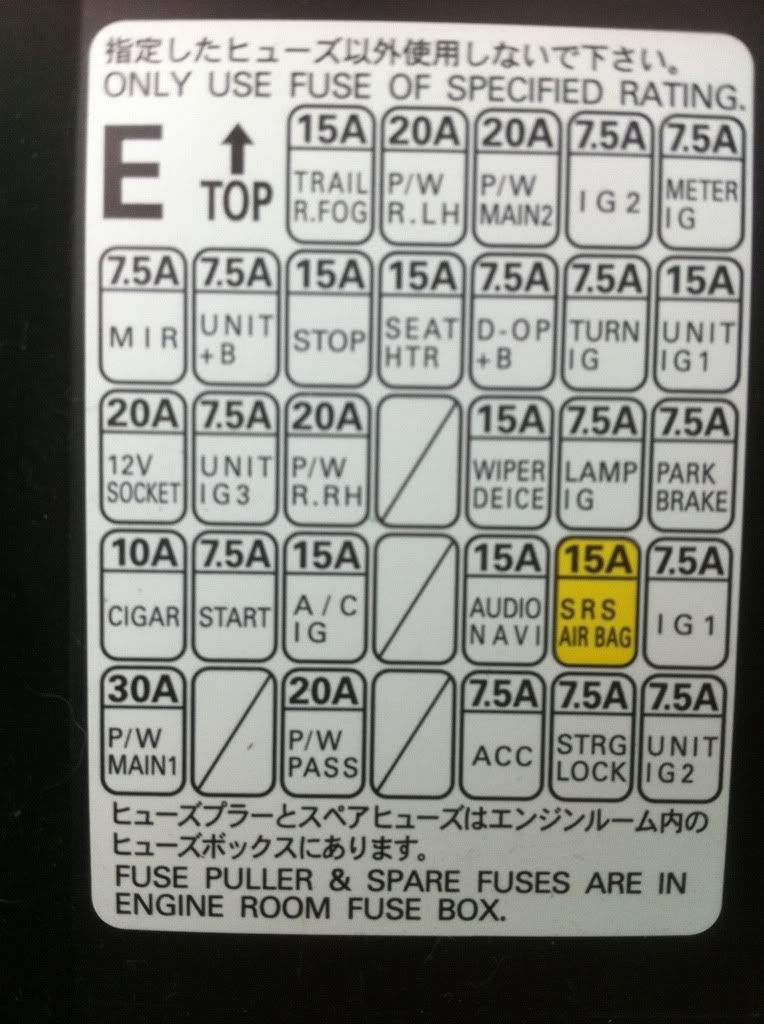 指定したヒューズ以外使用しないで下さい。
ONLY USE FUSE OF SPECIFIED RATING.
E
TOP
15A 20A 20A 7.5A 7.5A
TRAIL P/W P/W IG2 METER
R.FOG R.LH MAIN2 IG
7.5A 7.5A 15A 15A 7.5A 7.5A 15A
MIR UNIT STOP SEAT D-OP TURN UNIT
+B HTR +B IG IG1
20A 7.5A 20A 15A 7.5A 7.5A
12V UNIT P/W WIPER LAMP PARK
SOCKET IG3 R.RH DEICE IG BRAKE
10A 7.5A 15A 15A 15A 7.5A
CIGAR START A/C AUDIO SRS IG1
IG NAVI AIR BAG
30A 20A 7.5A 7.5A 7.5A
P/W P/W ACC STRG UNIT
MAIN1 PASS LOCK IG2
ヒューズプラーとスペアヒューズはエンジンルーム内の
ヒューズボックスにあります。
FUSE PULLER & SPARE FUSES ARE IN
ENGINE ROOM FUSE BOX.